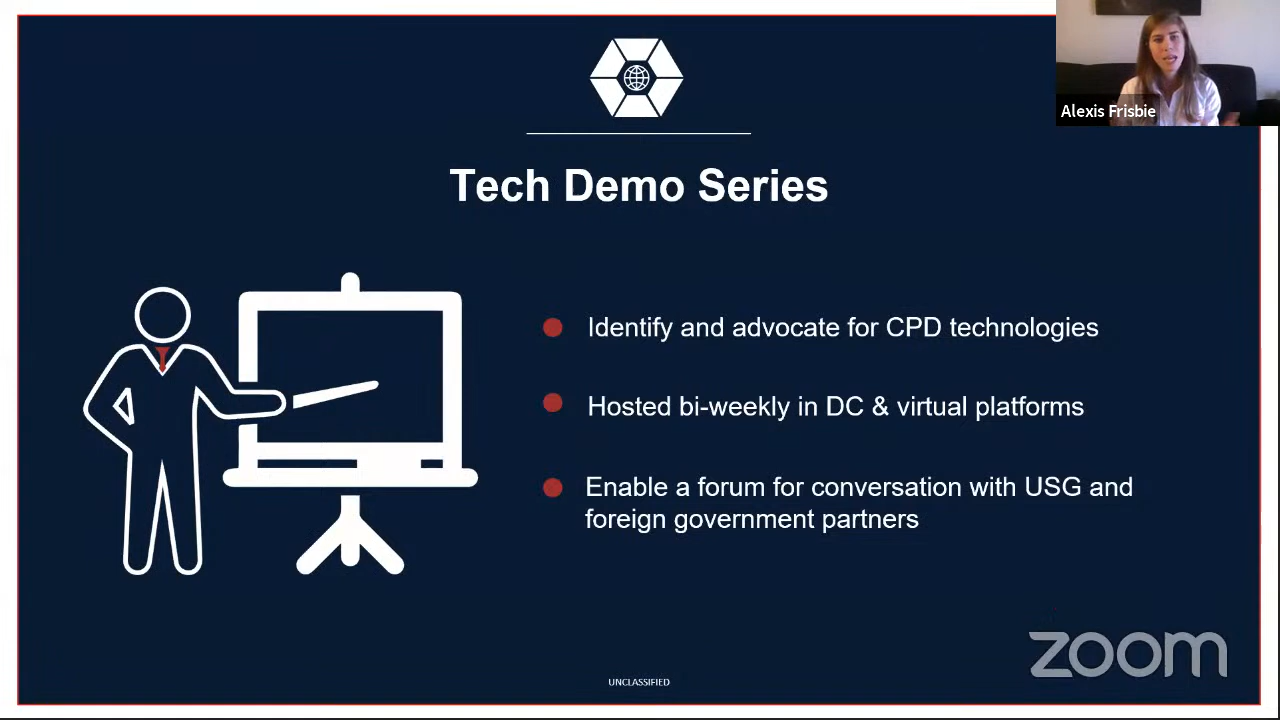 Alexis Frisbie
Tech Demo Series
Identify and advocate for CPD technologies
Hosted bi-weekly in DC & virtual platforms
Enable a forum for conversation with USG and
foreign government partners
zoom
UNCLASSIFIED